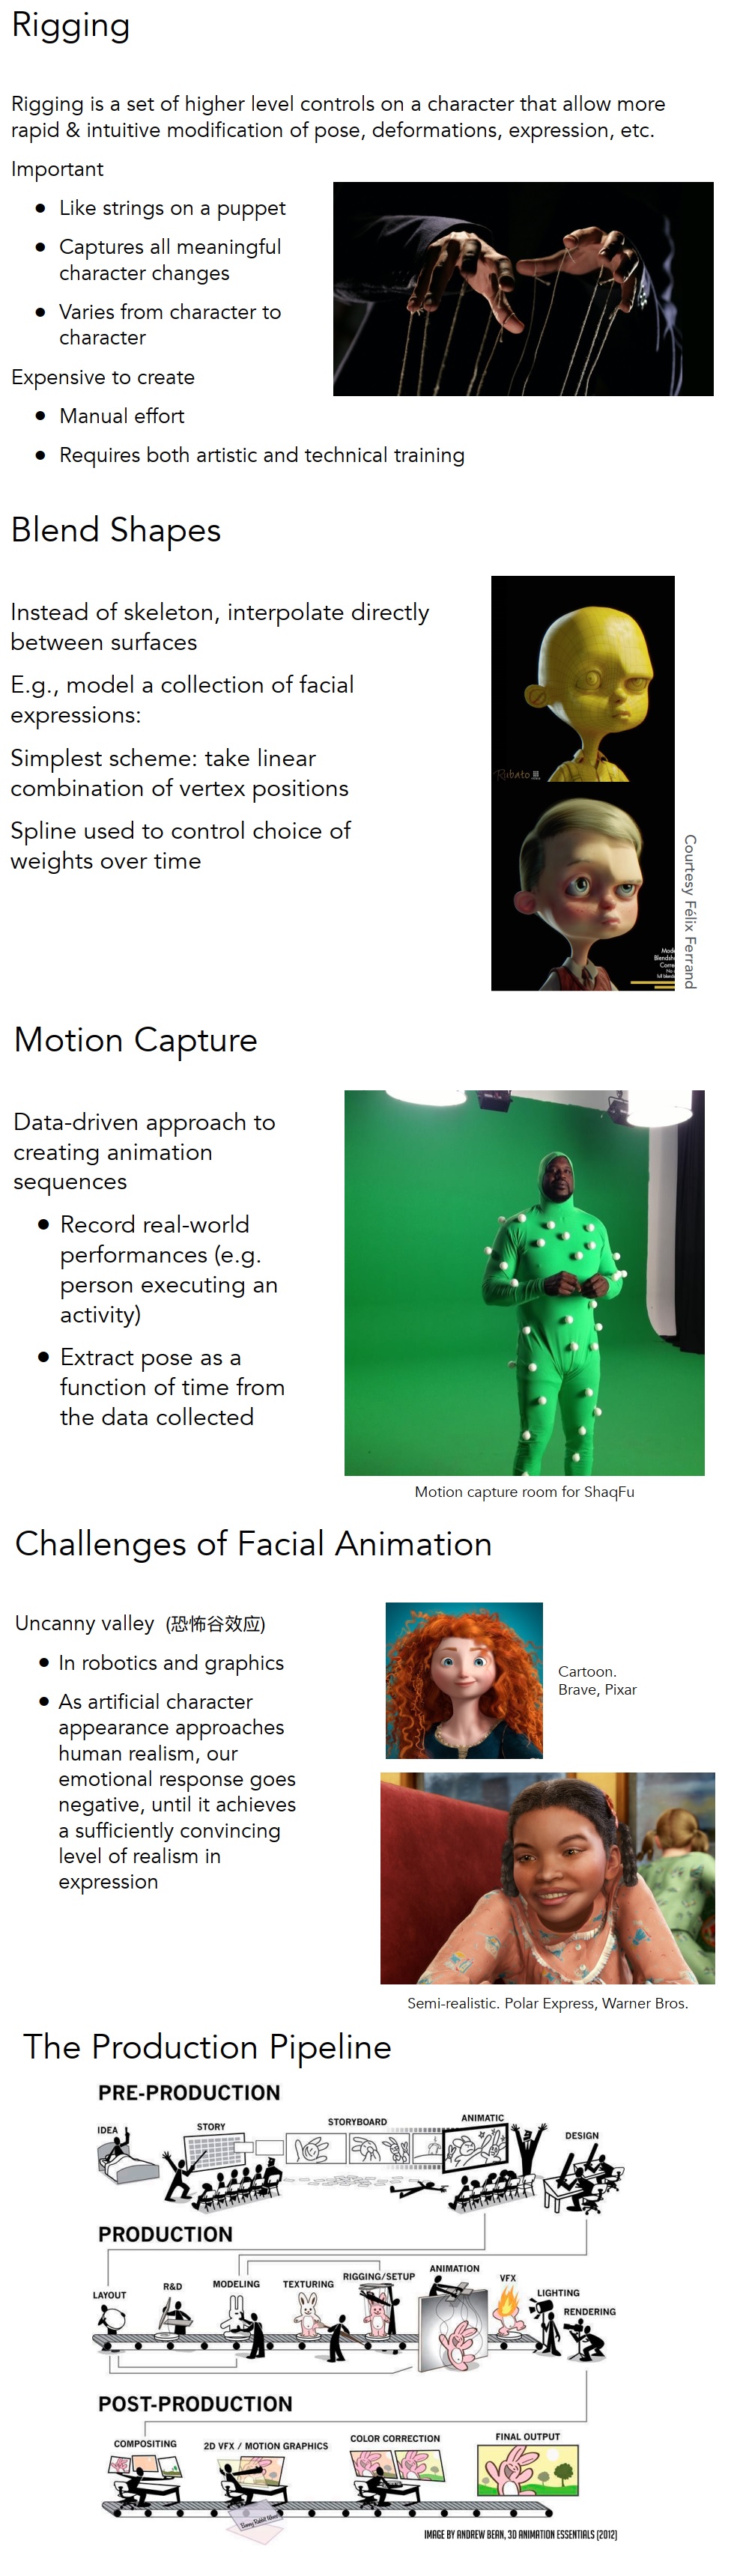 Rigging
Rigging is a set of higher level controls on a character that allow more
rapid & intuitive modification of pose, deformations, expression, etc.
Important
● Like strings on a puppet
● Captures all meaningful
character changes
● Varies from character to
character
Expensive to create
● Manual effort
● Requires both artistic and technical training
Blend Shapes
Instead of skeleton, interpolate directly
between surfaces
E.g., model a collection of facial
expressions:
Simplest scheme: take linear
combination of vertex positions
Spline used to control choice of
weights over time
Rubato
Courtesy Félix Ferrand
Motion Capture
Data-driven approach to
creating animation
sequences
● Record real-world
performances (e.g.
person executing an
activity)
● Extract pose as a
function of time from
the data collected
Motion capture room for ShaqFu
Challenges of Facial Animation
Uncanny valley (恐怖谷效应)
● In robotics and graphics
● As artificial character
appearance approaches
human realism, our
emotional response goes
negative, until it achieves
a sufficiently convincing
level of realism in
expression
Cartoon.
Brave, Pixar
Semi-realistic. Polar Express, Warner Bros.
The Production Pipeline
PRE-PRODUCTION
IDEA
STORY
STORYBOARD
ANIMATIC
DESIGN
PRODUCTION
LAYOUT
R&D
MODELING
TEXTURING
RIGGING/SETUP
ANIMATION
VFX
LIGHTING
RENDERING
POST-PRODUCTION
COMPOSITING
2D VFX / MOTION GRAPHICS
COLOR CORRECTION
FINAL OUTPUT
IMAGE BY ANDREW BEAN, 3D ANIMATION ESSENTIALS (2012)